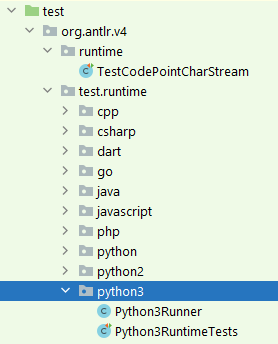 test
org.antlr.v4
runtime
TestCodePointCharStream
test.runtime
cpp
csharp
dart
go
java
javascript
php
python
python2
python3
Python3Runner
Python3RuntimeTests